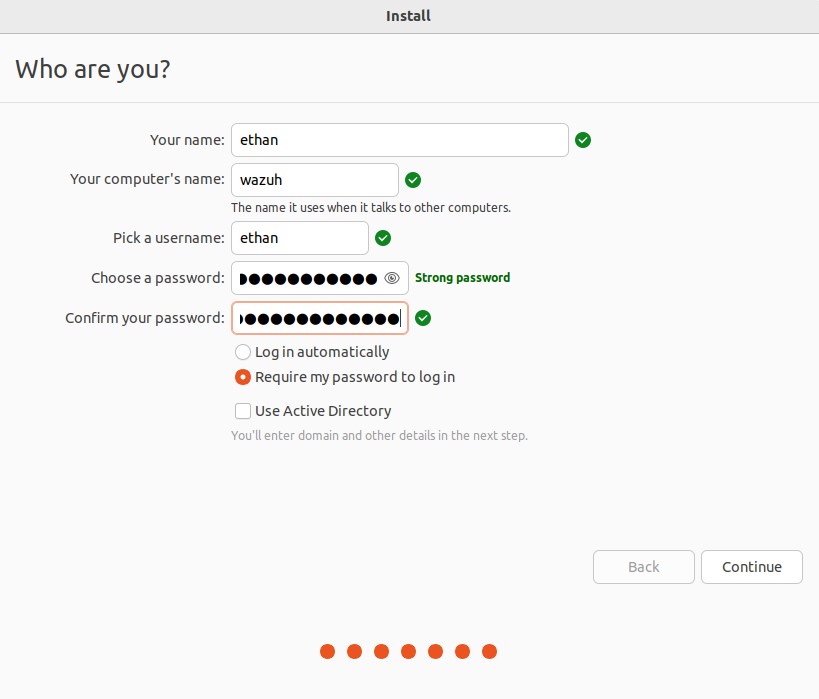 Install
Who are you?
Your name: ethan
Your computer's name: wazuh
The name it uses when it talks to other computers.
Pick a username: ethan
Choose a password: ●●●●●●●●●●● Strong password
Confirm your password: ●●●●●●●●●●●●●
Log in automatically
Require my password to log in
Use Active Directory
You'll enter domain and other details in the next step.
Back Continue